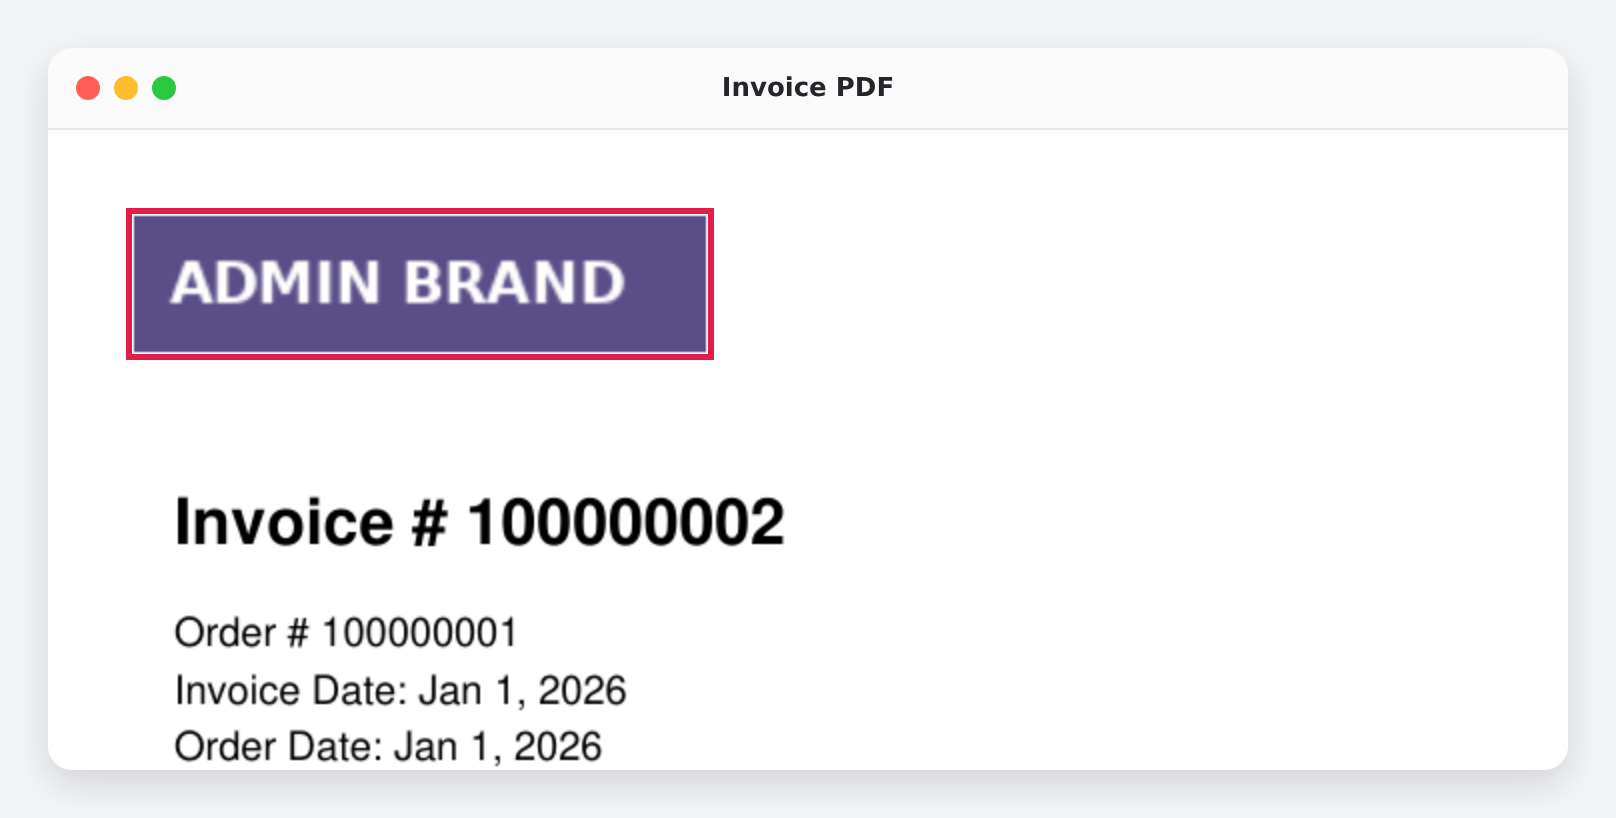 Invoice PDF
ADMIN BRAND
Invoice # 100000002
Order # 100000001
Invoice Date: Jan 1, 2026
Order Date: Jan 1, 2026